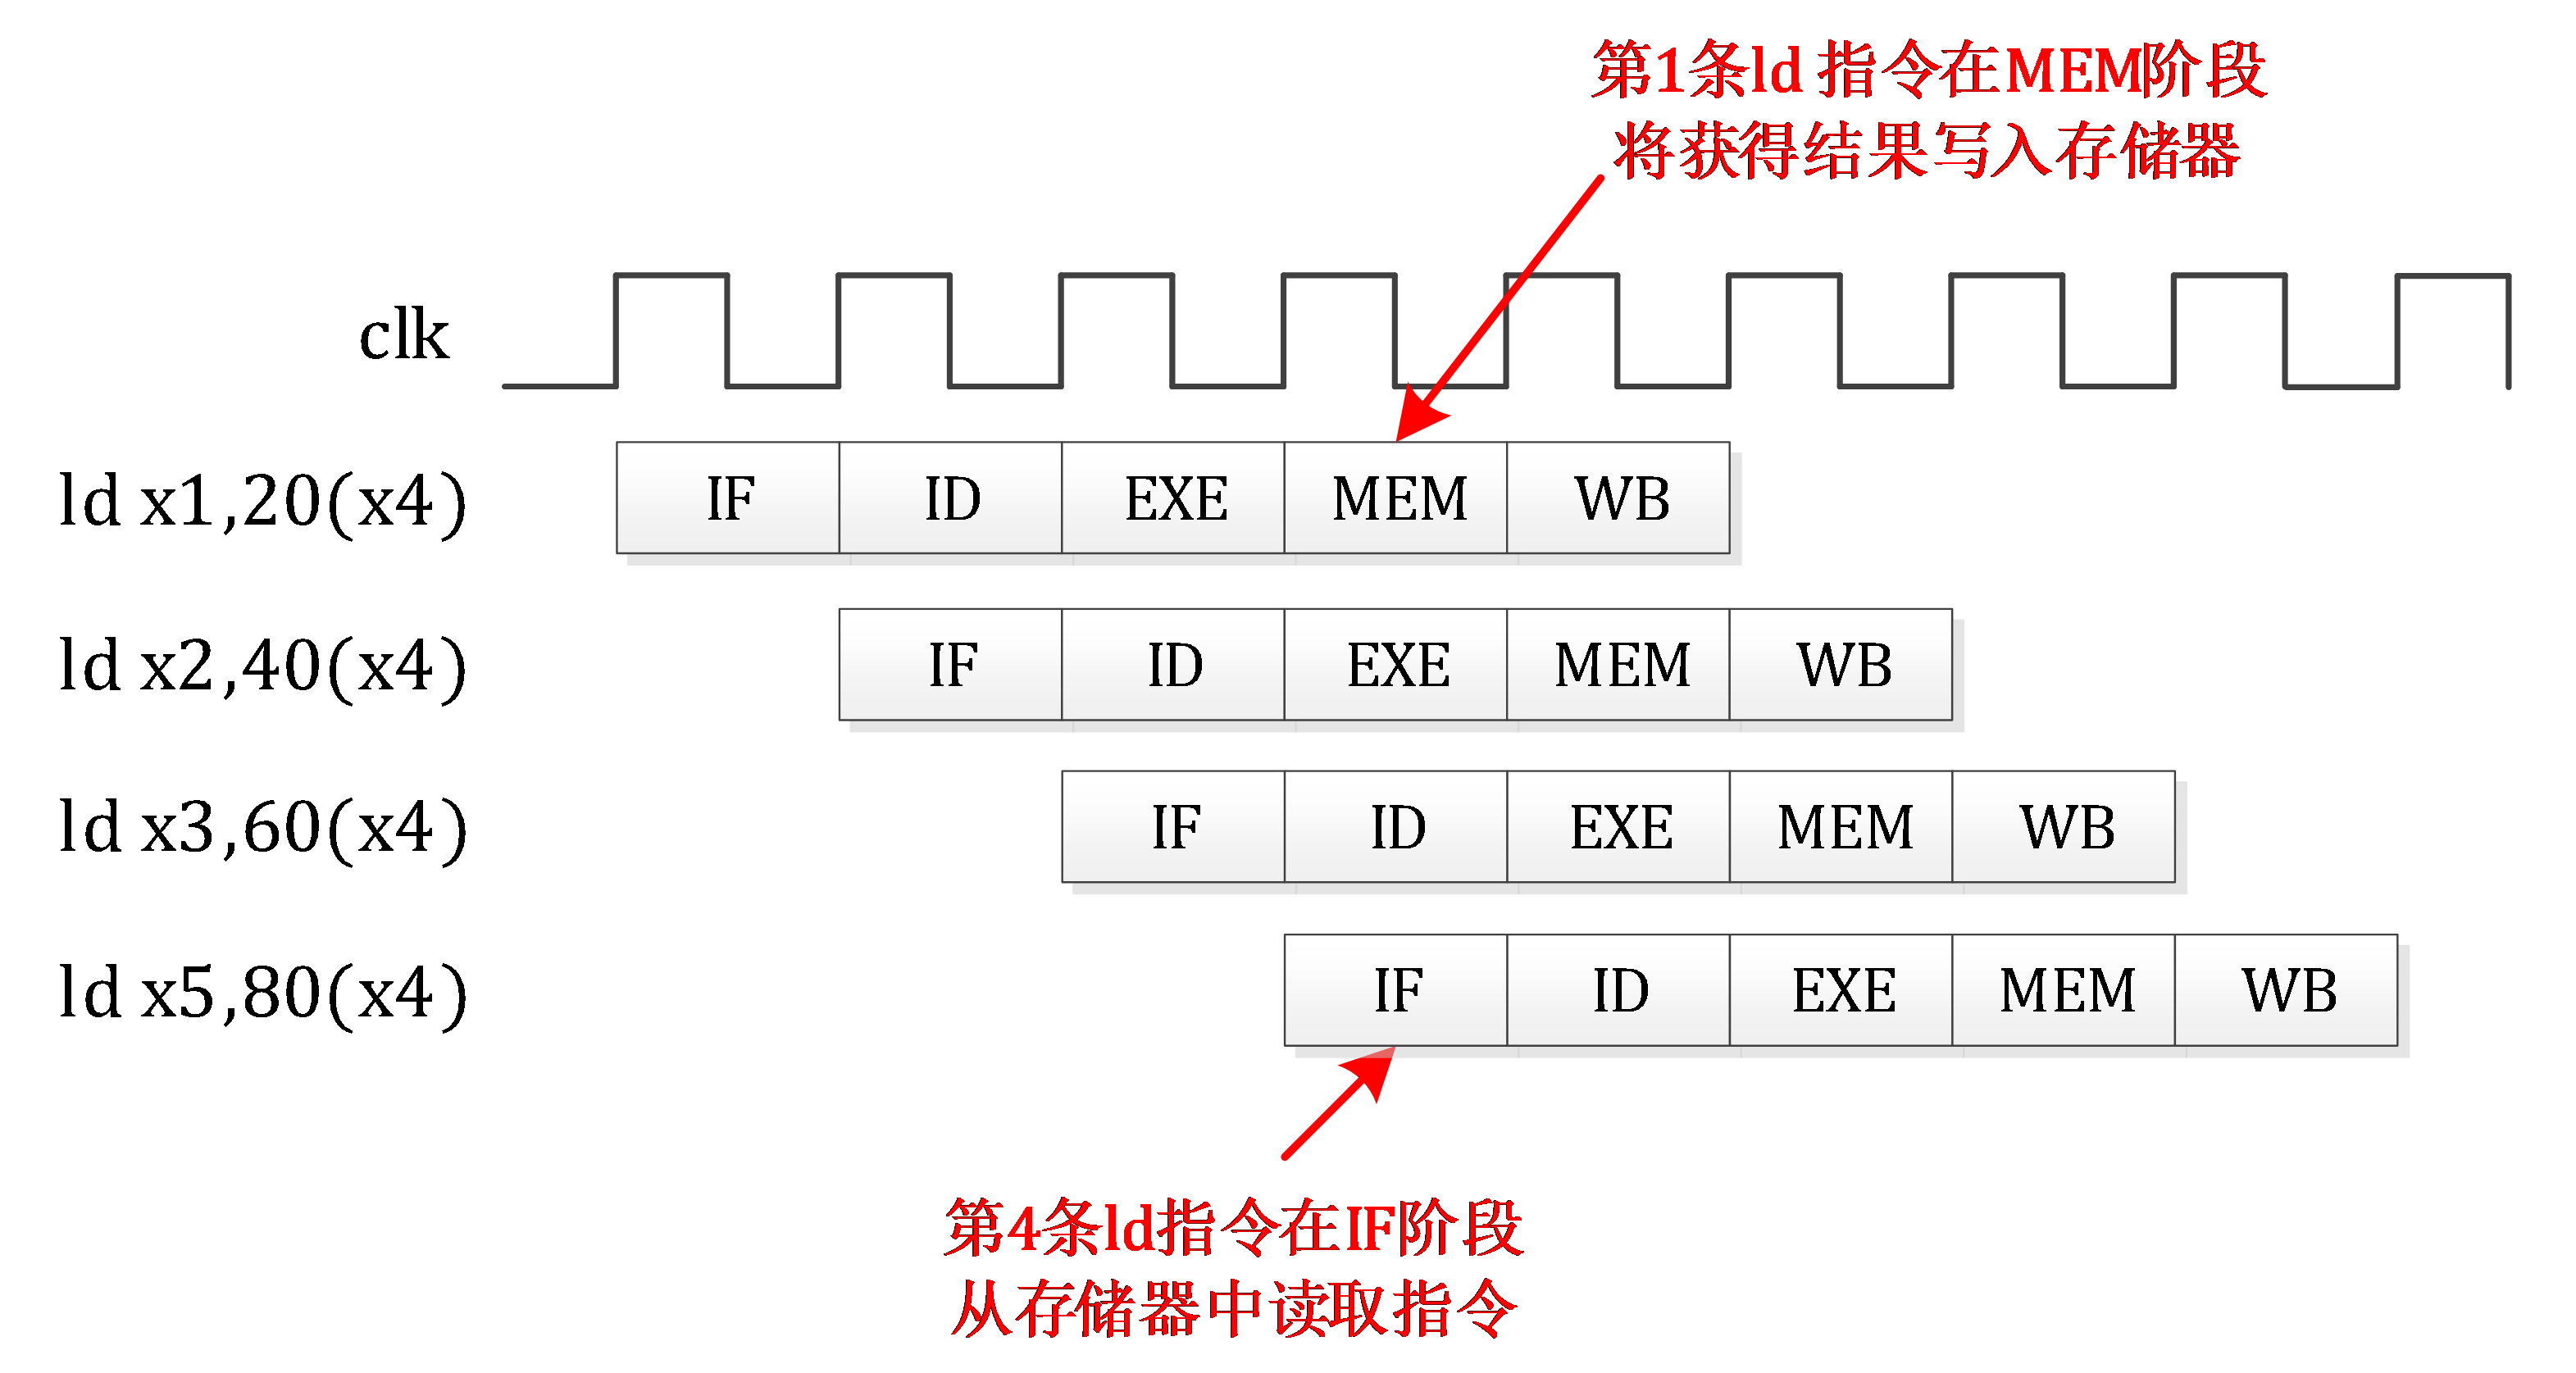 第1条ld 指令在MEM阶段
将获得结果写入存储器
clk
ld x1,20(x4) IF ID EXE MEM WB
ld x2,40(x4) IF ID EXE MEM WB
ld x3,60(x4) IF ID EXE MEM WB
ld x5,80(x4) IF ID EXE MEM WB
第4条ld指令在IF阶段
从存储器中读取指令